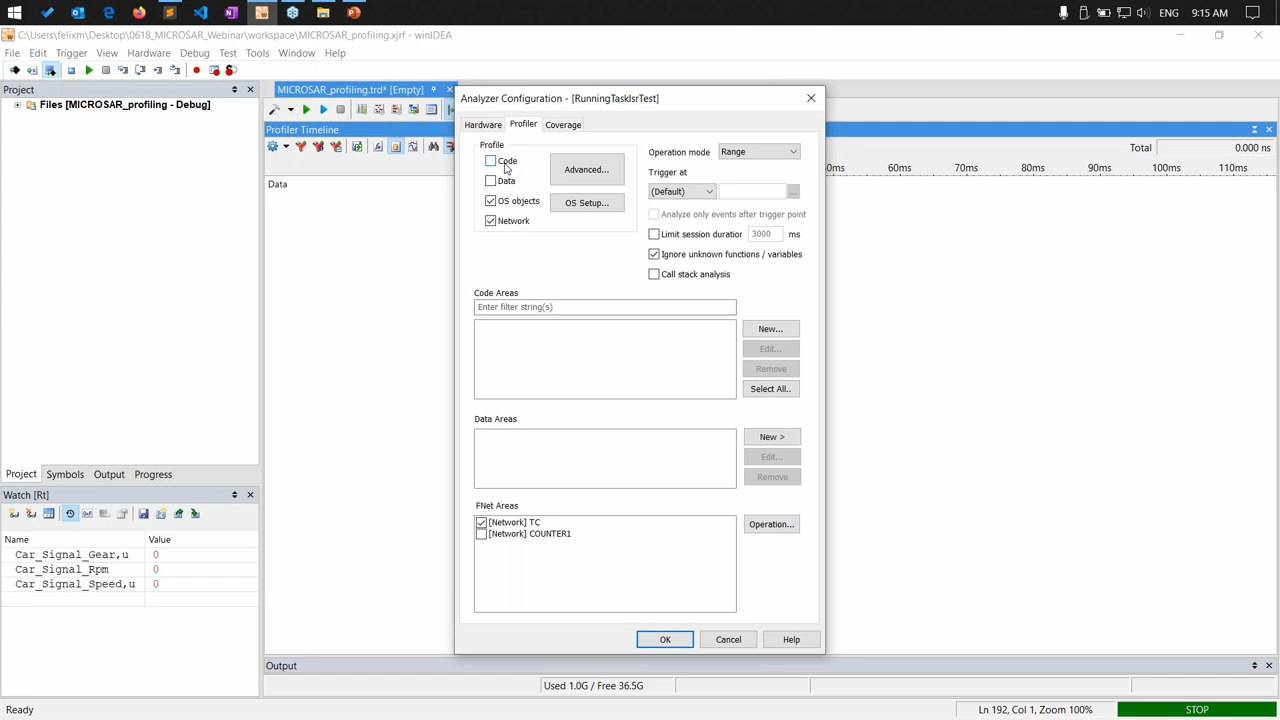 ENG 9:15 AM
C:\Users\felixm\Desktop\0618_MICROSAR_Webinar\workspace\MICROSAR_profiling.xjrf - winIDEA
File Edit Trigger View Hardware Debug Test Tools Window Help
Project
MICROSAR_profiling.trd* [Empty]
Files [MICROSAR_profiling - Debug]
Profiler Timeline
Total 0.000 ns
80ms 90ms 100ms 110ms
Data
Analyzer Configuration - [RunningTaskIsrTest]
Hardware Profiler Coverage
Profile
Code
Data
OS objects
Network
Advanced...
OS Setup...
Operation mode Range
Trigger at
(Default) ...
Analyze only events after trigger point
Limit session duration 3000 ms
Ignore unknown functions / variables
Call stack analysis
Code Areas
Enter filter string(s)
New...
Edit...
Remove
Select All..
Data Areas
New >
Edit...
Remove
FNet Areas
[Network] TC
[Network] COUNTER1
Operation...
OK Cancel Help
Project Symbols Output Progress
Watch [Rt]
Name Value
Car_Signal_Gear,u 0
Car_Signal_Rpm 0
Car_Signal_Speed,u 0
Output
Used 1.0G / Free 36.5G
Ready
Ln 192, Col 1, Zoom 100% STOP